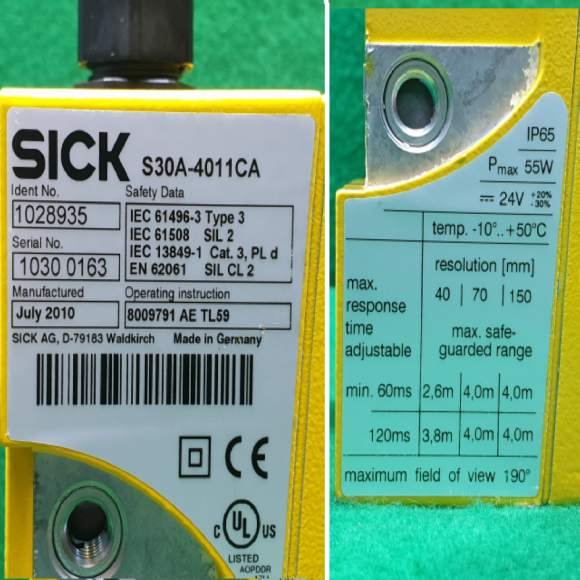 SICK S30A-4011CA
Ident No.
1028935
Serial No.
1030 0163
Manufactured
July 2010
Safety Data
IEC 61496-3 Type 3
IEC 61508 SIL 2
IEC 13849-1 Cat. 3, PL d
EN 62061 SIL CL 2
Operating instruction
8009791 AE TL59
SICK AG, D-79183 Waldkirch Made in Germany
CE
C UL US
LISTED
AOPDDR
IP65
Pmax 55W
24V +20% -30%
temp. -10°..+50°C
max. response time adjustable
resolution [mm]
40 | 70 | 150
max. safe-
guarded range
min. 60ms 2,6m 4,0m 4,0m
120ms 3,8m 4,0m 4,0m
maximum field of view 190°